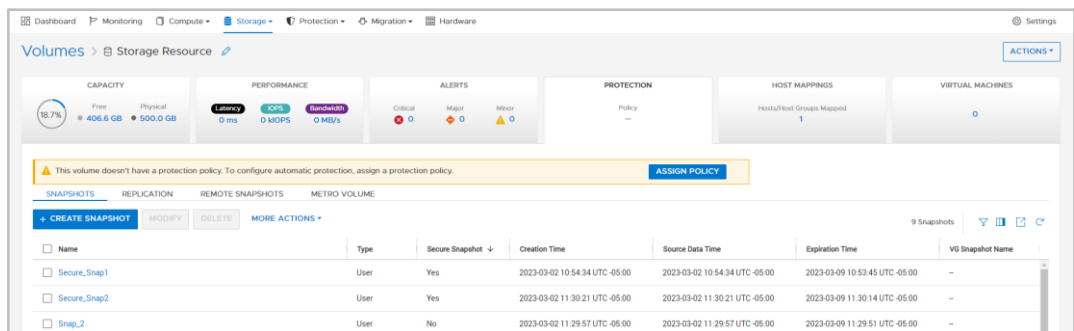 Dashboard Monitoring Compute Storage Protection Migration Hardware Settings
Volumes > Storage Resource ACTIONS
CAPACITY PERFORMANCE ALERTS PROTECTION HOST MAPPINGS VIRTUAL MACHINES
Free Physical Latency IOPS Bandwidth Critical Major Minor Policy Hosts/Host Groups Mapped
18.7% 406.6 GB 500.0 GB 0 ms 0 kIOPS 0 MB/s 0 0 0 -- 1 0
This volume doesn't have a protection policy. To configure automatic protection, assign a protection policy. ASSIGN POLICY
SNAPSHOTS REPLICATION REMOTE SNAPSHOTS METRO VOLUME
+ CREATE SNAPSHOT MODIFY DELETE MORE ACTIONS 9 Snapshots
Name Type Secure Snapshot ↓ Creation Time Source Data Time Expiration Time VG Snapshot Name
Secure_Snap1 User Yes 2023-03-02 10:54:34 UTC -05:00 2023-03-02 10:54:34 UTC -05:00 2023-03-09 10:53:45 UTC -05:00 --
Secure_Snap2 User Yes 2023-03-02 11:30:21 UTC -05:00 2023-03-02 11:30:21 UTC -05:00 2023-03-09 11:30:14 UTC -05:00 --
Snap_2 User No 2023-03-02 11:29:57 UTC -05:00 2023-03-02 11:29:57 UTC -05:00 2023-03-09 11:29:51 UTC -05:00 --